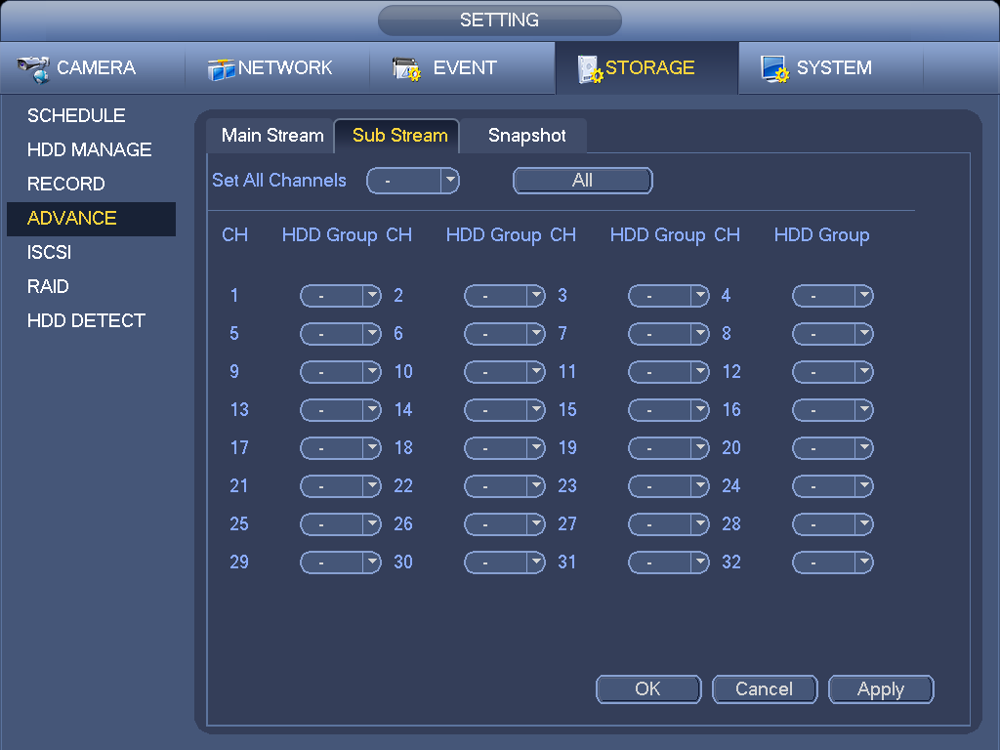 SETTING
CAMERA NETWORK EVENT STORAGE SYSTEM
SCHEDULE
HDD MANAGE
RECORD
ADVANCE
ISCSI
RAID
HDD DETECT
Main Stream Sub Stream Snapshot
Set All Channels - All
CH HDD Group CH HDD Group CH HDD Group CH HDD Group
1 - 2 - 3 - 4 -
5 - 6 - 7 - 8 -
9 - 10 - 11 - 12 -
13 - 14 - 15 - 16 -
17 - 18 - 19 - 20 -
21 - 22 - 23 - 24 -
25 - 26 - 27 - 28 -
29 - 30 - 31 - 32 -
OK Cancel Apply